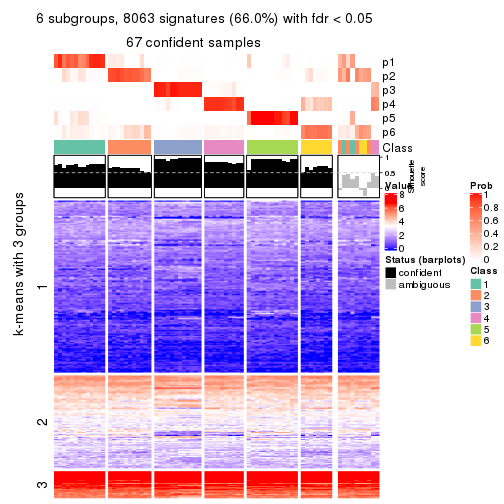 6 subgroups, 8063 signatures (66.0%) with fdr < 0.05
67 confident samples
p1
p2
p3
p4
p5
p6
Class
1
0.5
0
Silhouette
score
k-means with 3 groups
1
2
3
Value
8
6
4
2
0
Status (barplots)
confident
ambiguous
Prob
1
0.8
0.6
0.4
0.2
0
Class
1
2
3
4
5
6